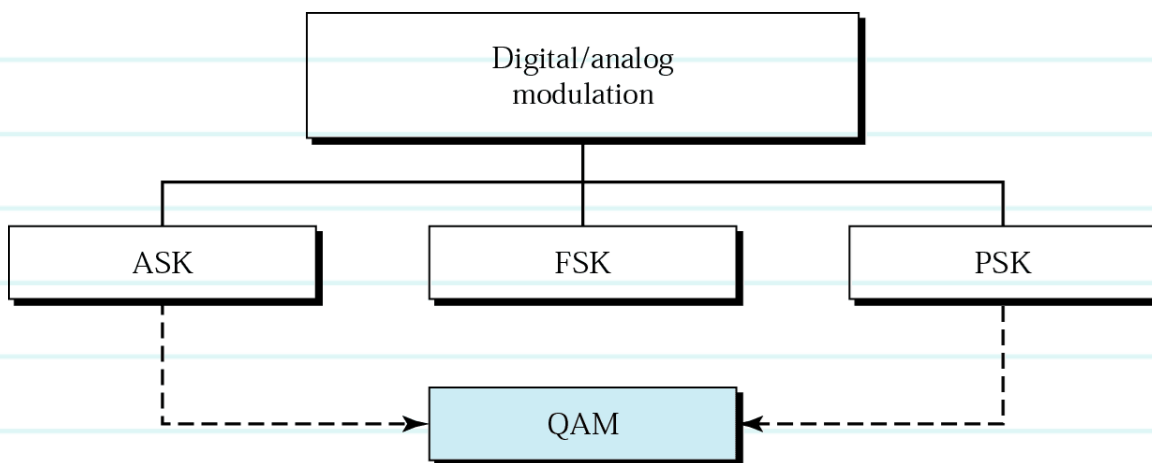 Digital/analog
modulation
ASK
FSK
PSK
QAM